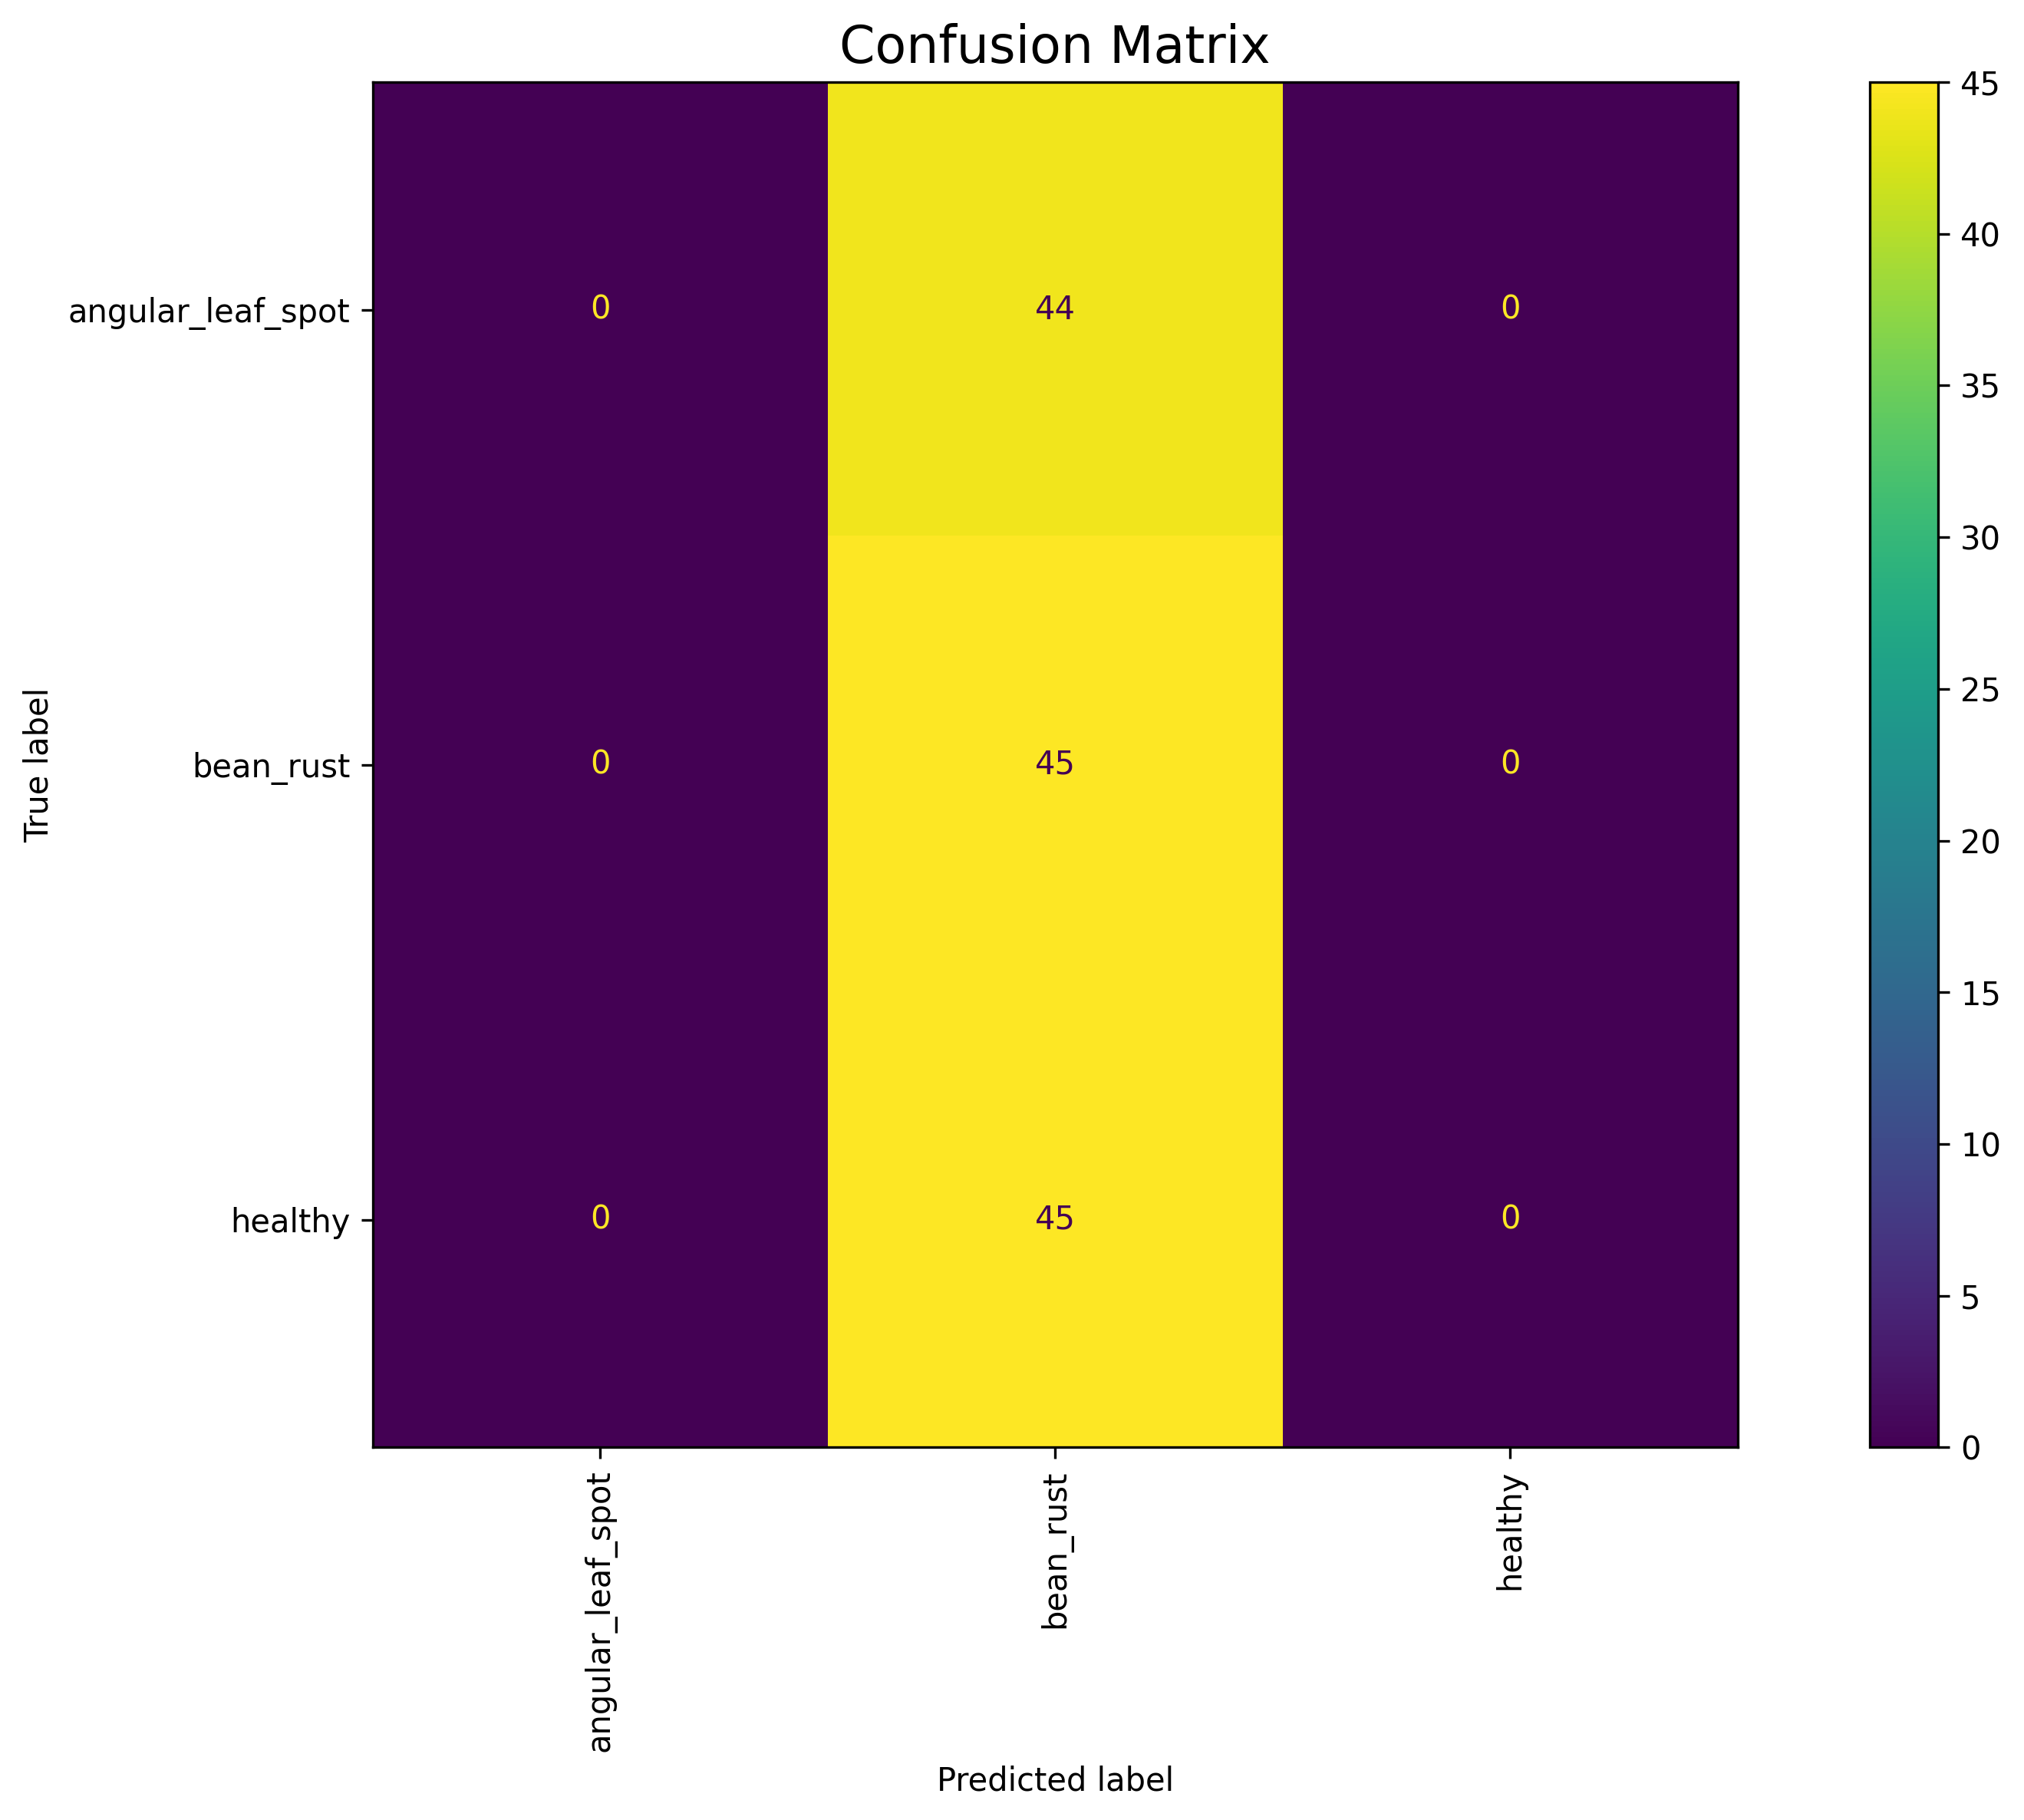 Confusion Matrix
True label
angular_leaf_spot
0 44 0
bean_rust
0 45 0
healthy
0 45 0
angular_leaf_spot
bean_rust
healthy
Predicted label
45
40
35
30
25
20
15
10
5
0